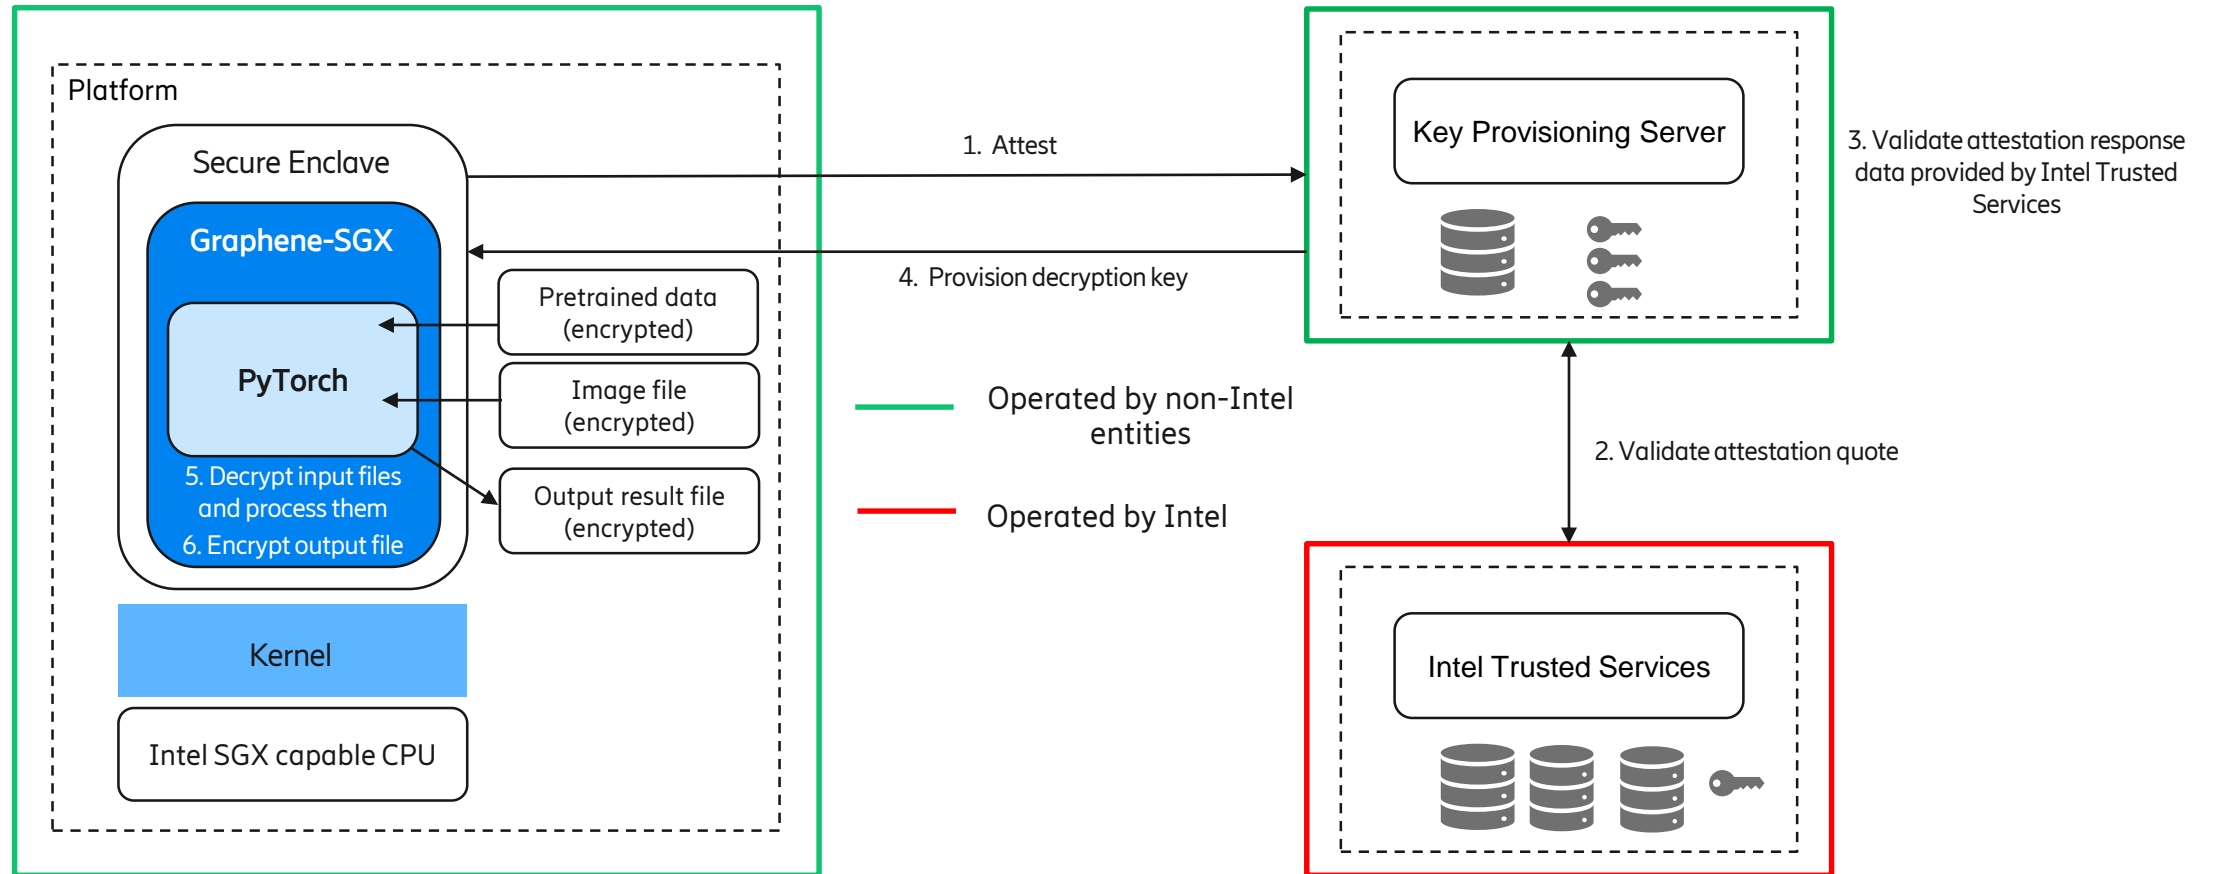 Platform
Secure Enclave
Graphene-SGX
PyTorch
5. Decrypt input files
and process them
6. Encrypt output file
Pretrained data
(encrypted)
Image file
(encrypted)
Output result file
(encrypted)
Kernel
Intel SGX capable CPU
1. Attest
4. Provision decryption key
Operated by non-Intel
entities
Operated by Intel
Key Provisioning Server
3. Validate attestation response
data provided by Intel Trusted
Services
2. Validate attestation quote
Intel Trusted Services